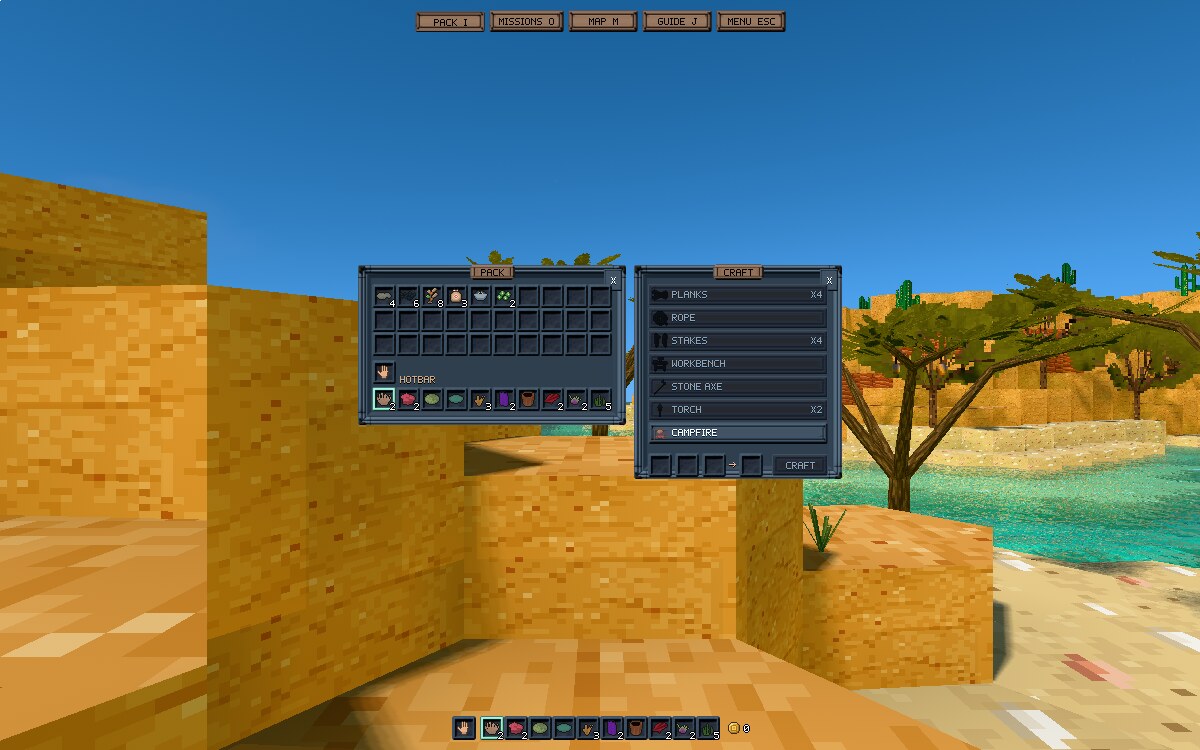 PACK I
MISSIONS O
MAP M
GUIDE J
MENU ESC
PACK
X
4 6 8 3 2
HOTBAR
2 2 3 2 2 2 5
CRAFT
X
PLANKS X4
ROPE
STAKES X4
WORKBENCH
STONE AXE
TORCH X2
CAMPFIRE
CRAFT
2 2 3 2 2 2 5 0